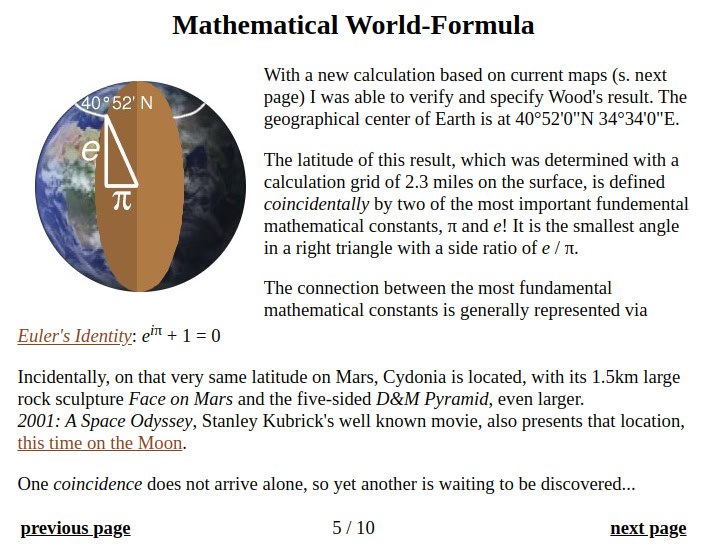 Mathematical World-Formula
40°52' N
e
π
With a new calculation based on current maps (s. next
page) I was able to verify and specify Wood's result. The
geographical center of Earth is at 40°52'0"N 34°34'0"E.
The latitude of this result, which was determined with a
calculation grid of 2.3 miles on the surface, is defined
coincidentally by two of the most important fundemental
mathematical constants, π and e! It is the smallest angle
in a right triangle with a side ratio of e / π.
The connection between the most fundamental
mathematical constants is generally represented via
Euler's Identity: e^iπ + 1 = 0
Incidentally, on that very same latitude on Mars, Cydonia is located, with its 1.5km large
rock sculpture Face on Mars and the five-sided D&M Pyramid, even larger.
2001: A Space Odyssey, Stanley Kubrick's well known movie, also presents that location,
this time on the Moon.
One coincidence does not arrive alone, so yet another is waiting to be discovered...
previous page 5 / 10 next page